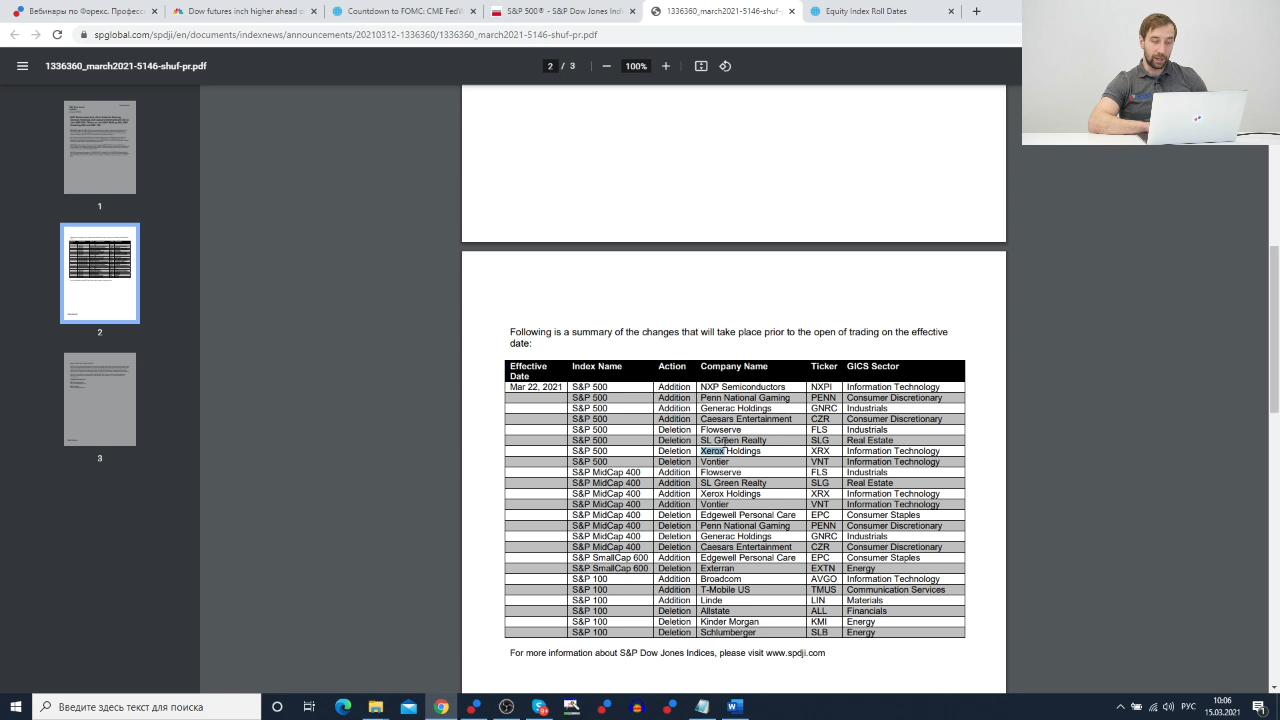 Вебинары по Форекс. Професс
Dow futures inch higher ahead c
Countdown to FOMC: CME FedW
S&P 500® - S&P Dow Jones Indic
1336360_march2021-5146-shuf-p
Equity Index Roll Dates
spglobal.com/spdji/en/documents/indexnews/announcements/20210312-1336360/1336360_march2021-5146-shuf-pr.pdf
1336360_march2021-5146-shuf-pr.pdf
2 / 3
100%
1
2
3
Following is a summary of the changes that will take place prior to the open of trading on the effective
date:
Effective Date Index Name Action Company Name Ticker GICS Sector
Mar 22, 2021 S&P 500 Addition NXP Semiconductors NXPI Information Technology
S&P 500 Addition Penn National Gaming PENN Consumer Discretionary
S&P 500 Addition Generac Holdings GNRC Industrials
S&P 500 Addition Caesars Entertainment CZR Consumer Discretionary
S&P 500 Deletion Flowserve FLS Industrials
S&P 500 Deletion SL Green Realty SLG Real Estate
S&P 500 Deletion Xerox Holdings XRX Information Technology
S&P 500 Deletion Vontier VNT Information Technology
S&P MidCap 400 Addition Flowserve FLS Industrials
S&P MidCap 400 Addition SL Green Realty SLG Real Estate
S&P MidCap 400 Addition Xerox Holdings XRX Information Technology
S&P MidCap 400 Addition Vontier VNT Information Technology
S&P MidCap 400 Deletion Edgewell Personal Care EPC Consumer Staples
S&P MidCap 400 Deletion Penn National Gaming PENN Consumer Discretionary
S&P MidCap 400 Deletion Generac Holdings GNRC Industrials
S&P MidCap 400 Deletion Caesars Entertainment CZR Consumer Discretionary
S&P SmallCap 600 Addition Edgewell Personal Care EPC Consumer Staples
S&P SmallCap 600 Deletion Exterran EXTN Energy
S&P 100 Addition Broadcom AVGO Information Technology
S&P 100 Addition T-Mobile US TMUS Communication Services
S&P 100 Addition Linde LIN Materials
S&P 100 Deletion Allstate ALL Financials
S&P 100 Deletion Kinder Morgan KMI Energy
S&P 100 Deletion Schlumberger SLB Energy
For more information about S&P Dow Jones Indices, please visit www.spdji.com
Введите здесь текст для поиска
РУС
10:06
15.03.2021